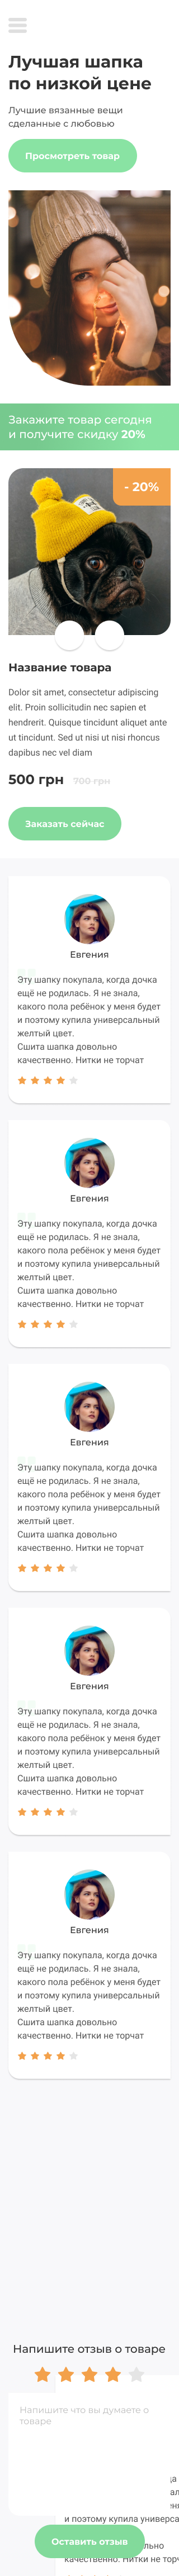 Лучшая шапка
по низкой цене
Лучшие вязанные вещи
сделанные с любовью
Просмотреть товар
Закажите товар сегодня
и получите скидку 20%
- 20%
Название товара
Dolor sit amet, consectetur adipiscing
elit. Proin sollicitudin nec sapien et
hendrerit. Quisque tincidunt aliquet ante
ut tincidunt. Sed ut nisi ut nisi rhoncus
dapibus nec vel diam
500 грн 700 грн
Заказать сейчас
Евгения
Эту шапку покупала, когда дочка
ещё не родилась. Я не знала,
какого пола ребёнок у меня будет
и поэтому купила универсальный
желтый цвет.
Сшита шапка довольно
качественно. Нитки не торчат
Евгения
Эту шапку покупала, когда дочка
ещё не родилась. Я не знала,
какого пола ребёнок у меня будет
и поэтому купила универсальный
желтый цвет.
Сшита шапка довольно
качественно. Нитки не торчат
Евгения
Эту шапку покупала, когда дочка
ещё не родилась. Я не знала,
какого пола ребёнок у меня будет
и поэтому купила универсальный
желтый цвет.
Сшита шапка довольно
качественно. Нитки не торчат
Евгения
Эту шапку покупала, когда дочка
ещё не родилась. Я не знала,
какого пола ребёнок у меня будет
и поэтому купила универсальный
желтый цвет.
Сшита шапка довольно
качественно. Нитки не торчат
Евгения
Эту шапку покупала, когда дочка
ещё не родилась. Я не знала,
какого пола ребёнок у меня будет
и поэтому купила универсальный
желтый цвет.
Сшита шапка довольно
качественно. Нитки не торчат
Напишите отзыв о товаре
Напишите что вы думаете о
товаре
и поэтому купила универса
Оставить отзыв
качественно. Нитки не торч